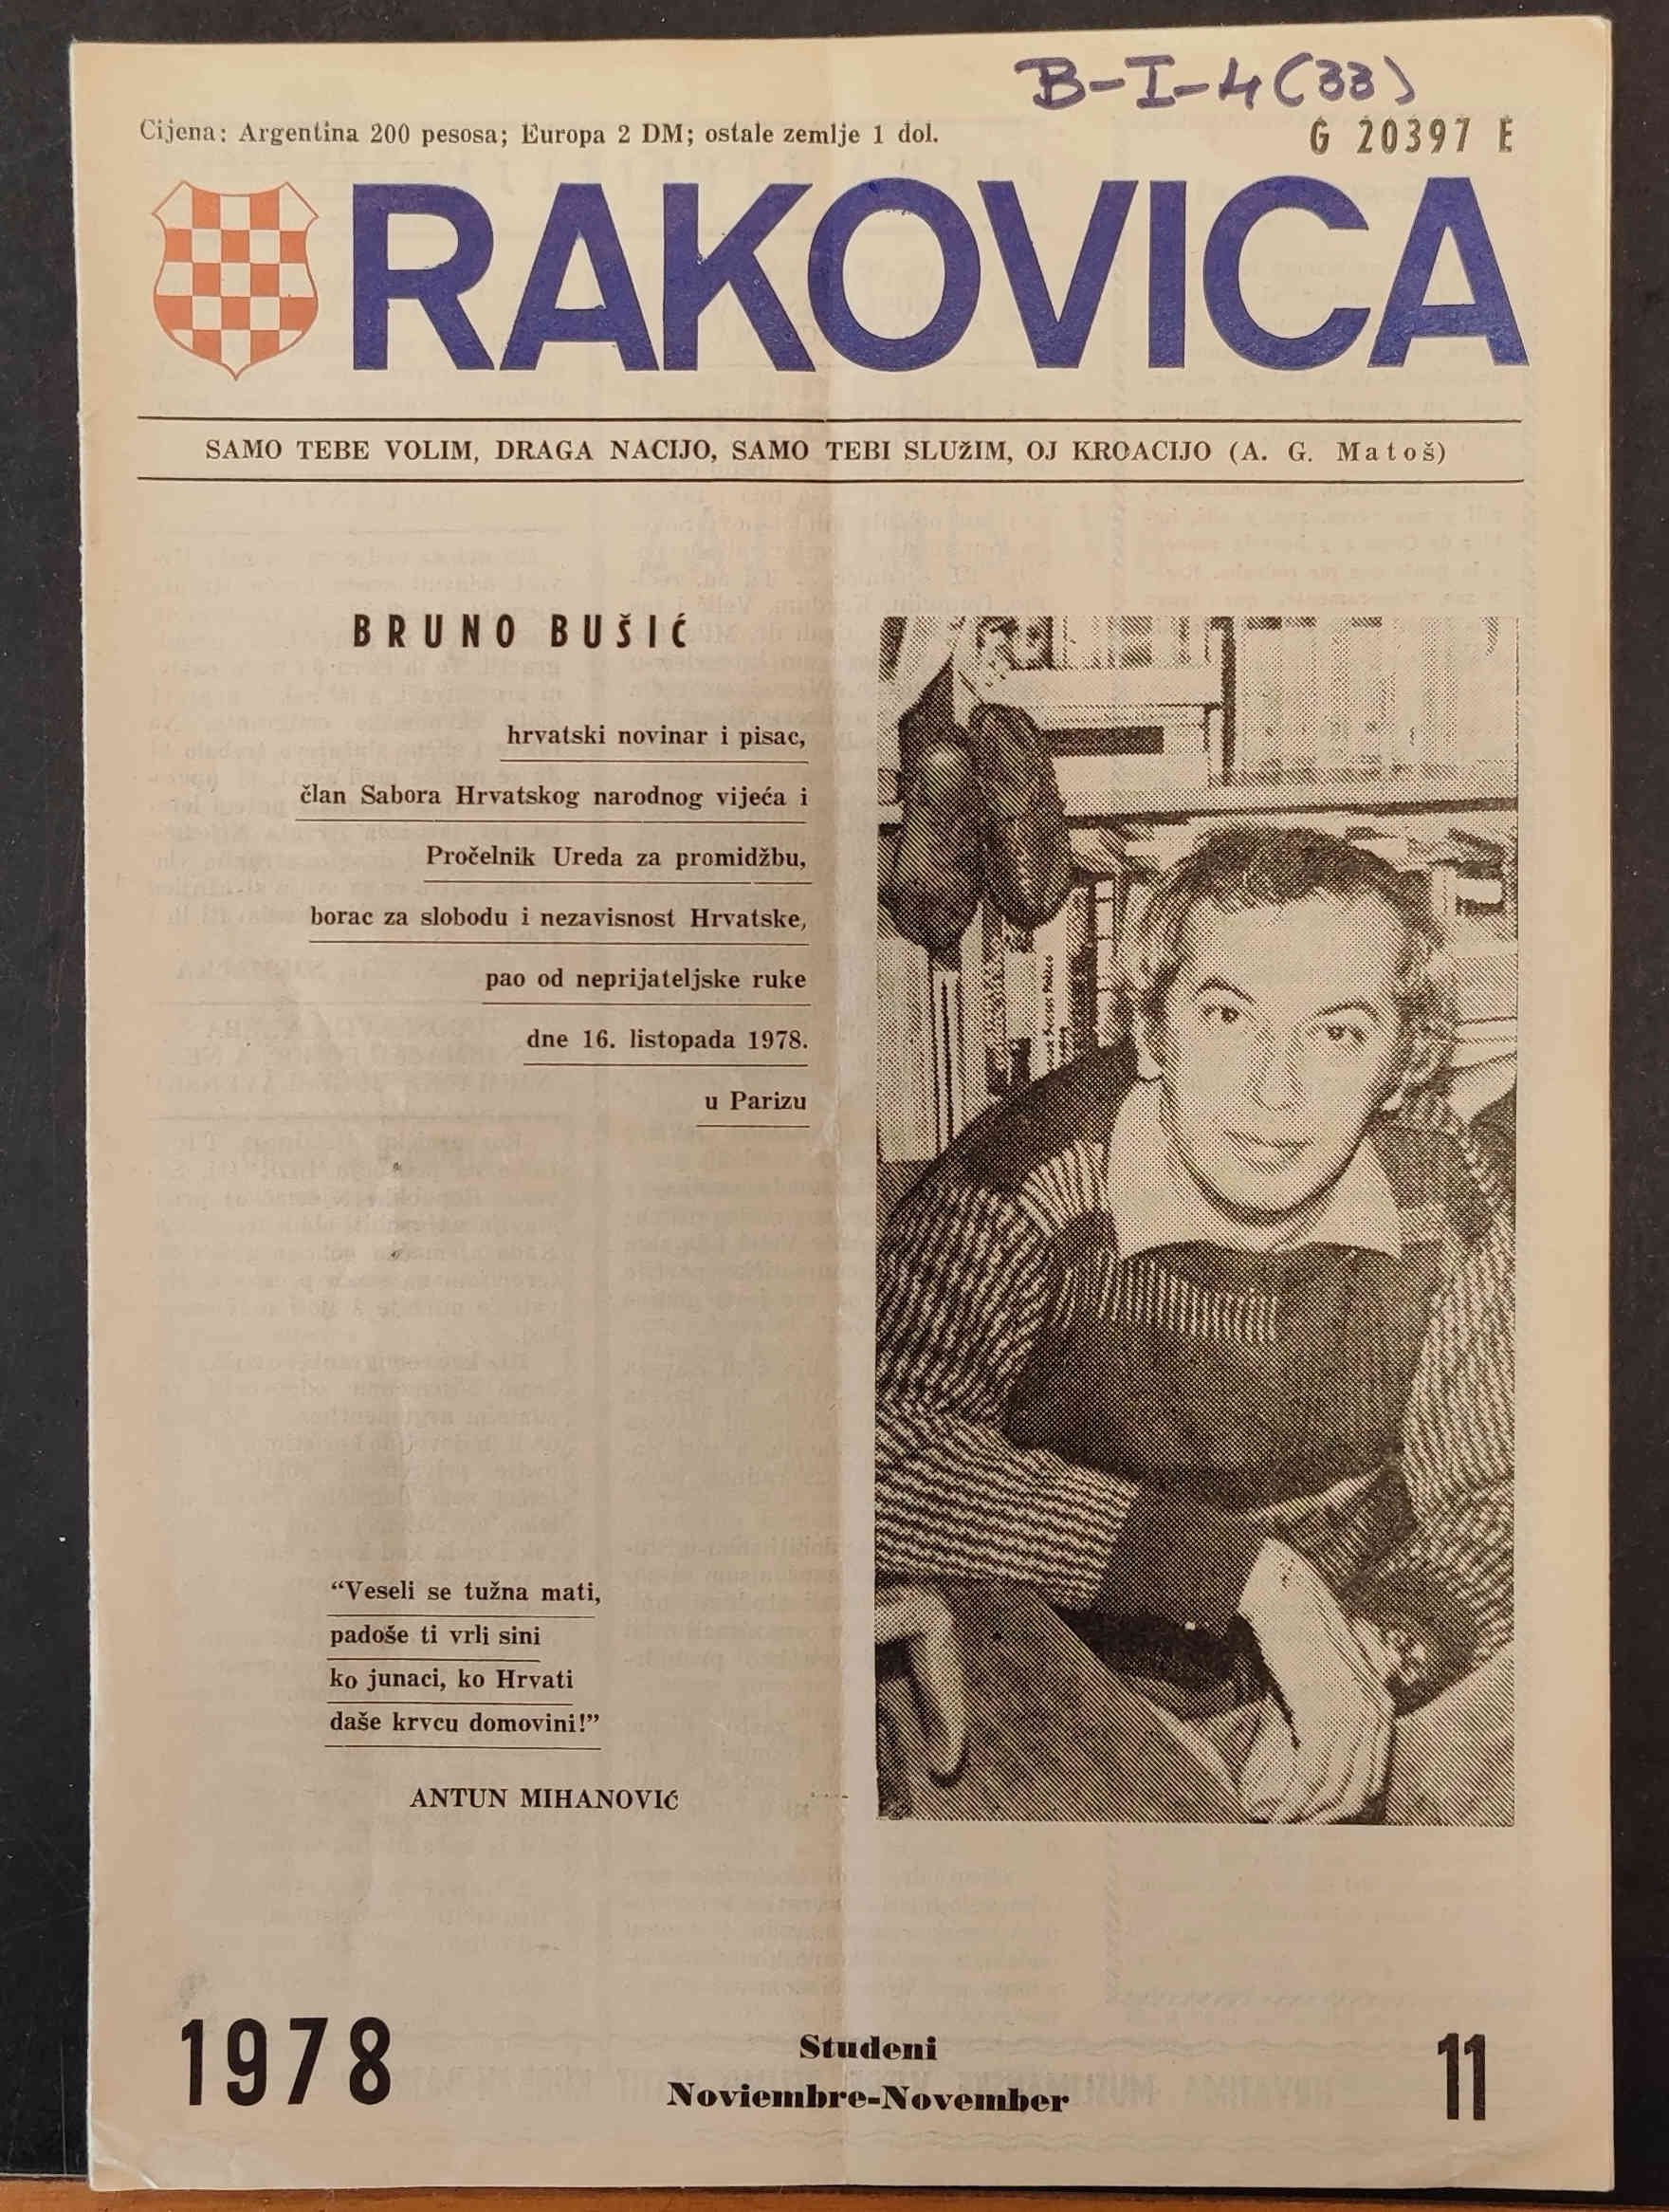 B-I-4 (33)
Cijena: Argentina 200 pesosa; Europa 2 DM; ostale zemlje 1 dol.
G 20397 E
RAKOVICA
SAMO TEBE VOLIM, DRAGA NACIJO, SAMO TEBI SLUžIM, OJ KROACIJO (A. G. Matoš)
BRUNO BUŠIĆ
hrvatski novinar i pisac,
član Sabora Hrvatskog narodnog vijeća i
Pročelnik Ureda za promidžbu,
borac za slobodu i nezavisnost Hrvatske,
pao od neprijateljske ruke
dne 16. listopada 1978.
u Parizu
“Veseli se tužna mati,
padoše ti vrli sini
ko junaci, ko Hrvati
daše krvcu domovini!”
ANTUN MIHANOVIĆ
1978
Studeni
Noviembre-November
11